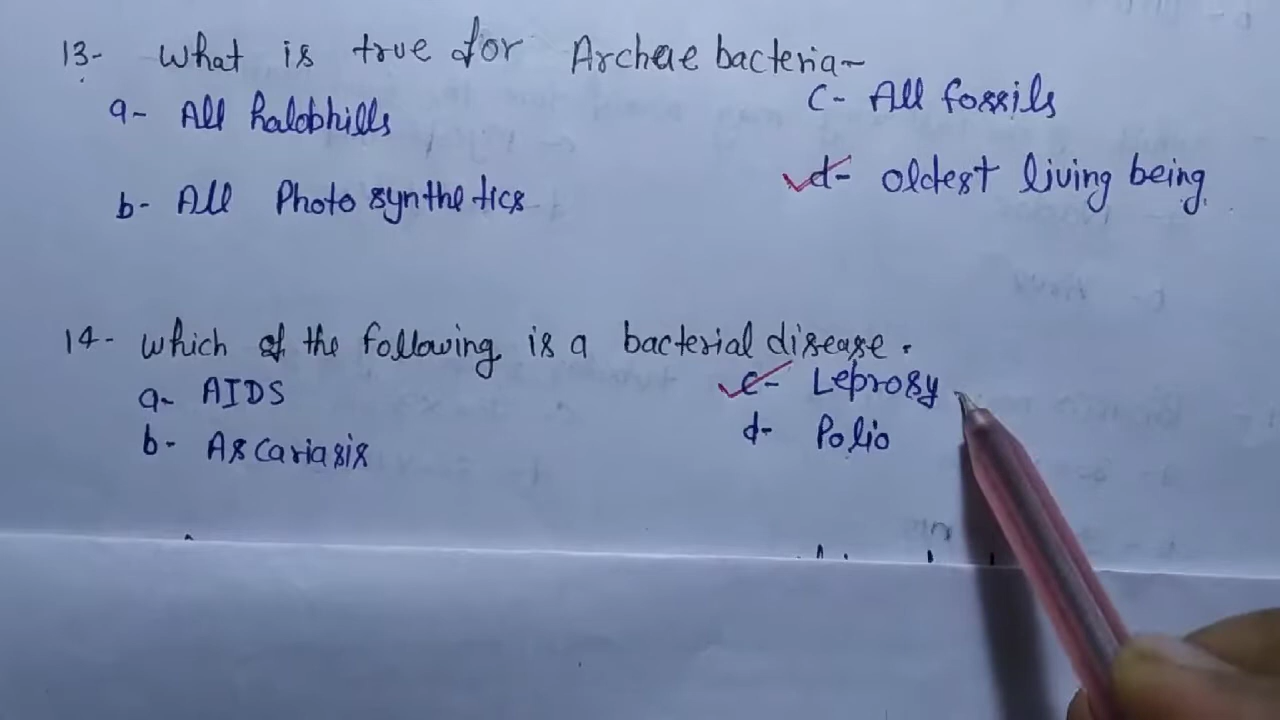 13- What is true for Archae bacteria-
a- All halobhills
b- All Photo synthetics
c- All fossils
d- oldest living being
14- which of the following is a bacterial disease.
a- AIDS
b- Ascariasis
c- Leprosy
d- Polio